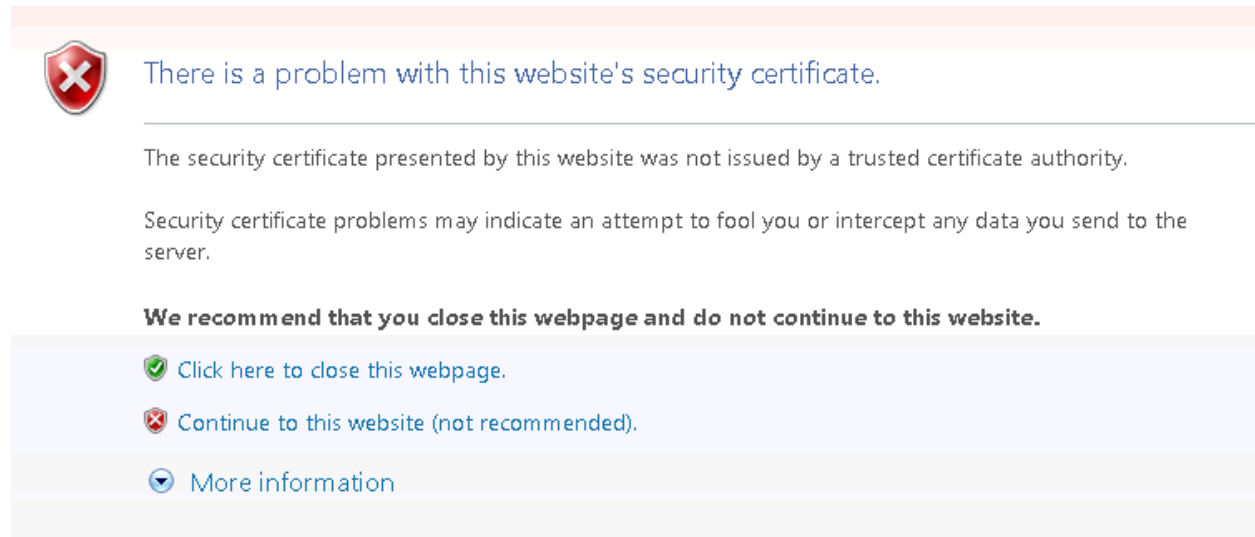 There is a problem with this website's security certificate.
The security certificate presented by this website was not issued by a trusted certificate authority.
Security certificate problems may indicate an attempt to fool you or intercept any data you send to the
server.
We recommend that you close this webpage and do not continue to this website.
Click here to close this webpage.
Continue to this website (not recommended).
More information